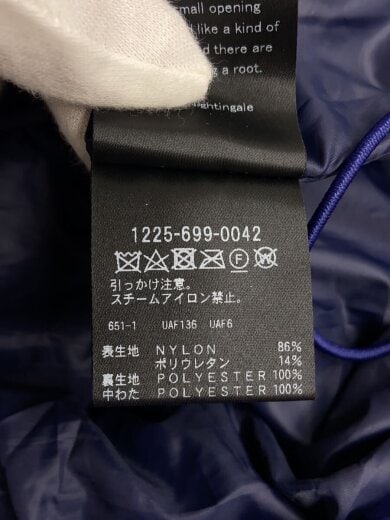 small opening
like a kind of
d there are
g a root.
nightingale
1225-699-0042
F W
引っかけ注意。
スチームアイロン禁止。
651-1 UAF136 UAF6
表生地 NYLON 86%
ポリウレタン 14%
裏生地 POLYESTER 100%
中わた POLYESTER 100%